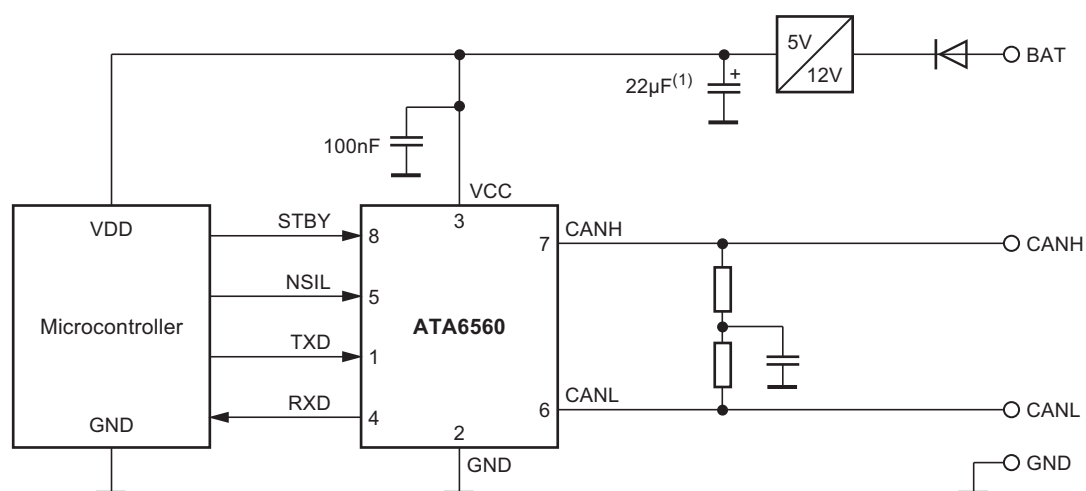 5V
12V
BAT
22µF(1)
+
100nF
VCC
VDD
STBY
3
8
7
CANH
CANH
NSIL
5
Microcontroller
ATA6560
TXD
1
RXD
4
CANL
6
CANL
GND
2
GND
GND